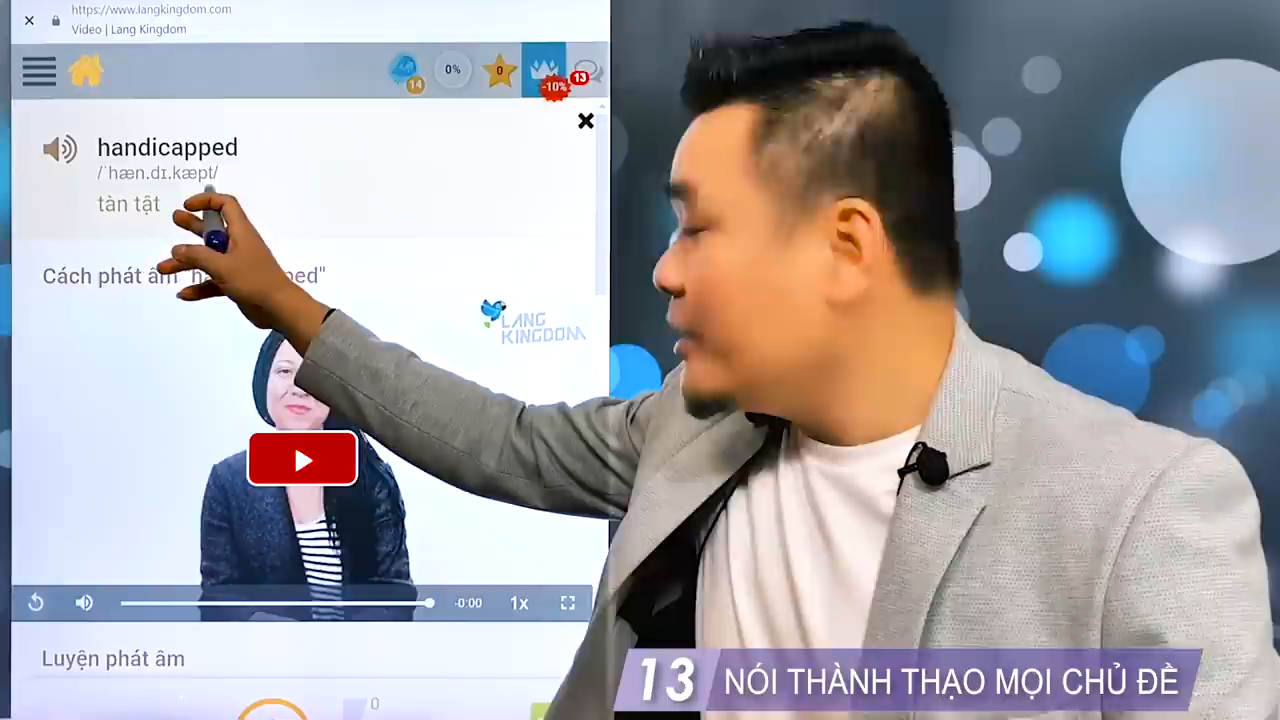 https://www.langkingdom.com
Video | Lang Kingdom
14
0%
0
-10%
13
handicapped
/ˈhæn.dɪ.kæpt/
tàn tật
Cách phát âm "h ped"
LANG
KINGDOM
-0:00
1x
Luyện phát âm
0
13 NÓI THÀNH THẠO MỌI CHỦ ĐỀ